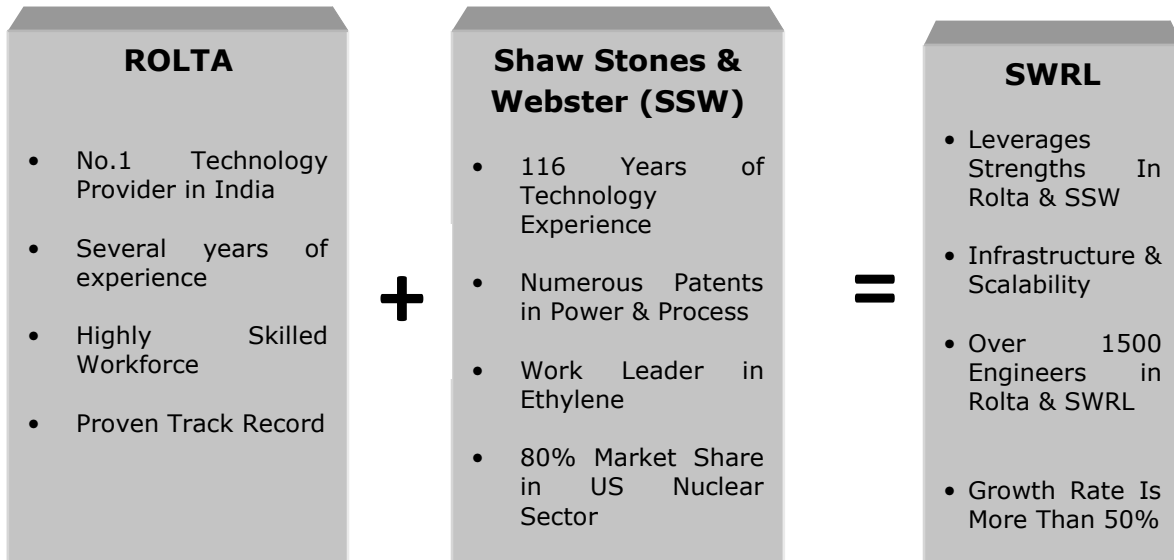 ROLTA
• No.1 Technology
Provider in India
• Several years of
experience
• Highly Skilled
Workforce
• Proven Track Record
+
Shaw Stones &
Webster (SSW)
• 116 Years of
Technology
Experience
• Numerous Patents
in Power & Process
• Work Leader in
Ethylene
• 80% Market Share
in US Nuclear
Sector
=
SWRL
• Leverages
Strengths In
Rolta & SSW
• Infrastructure &
Scalability
• Over 1500
Engineers in
Rolta & SWRL
• Growth Rate Is
More Than 50%